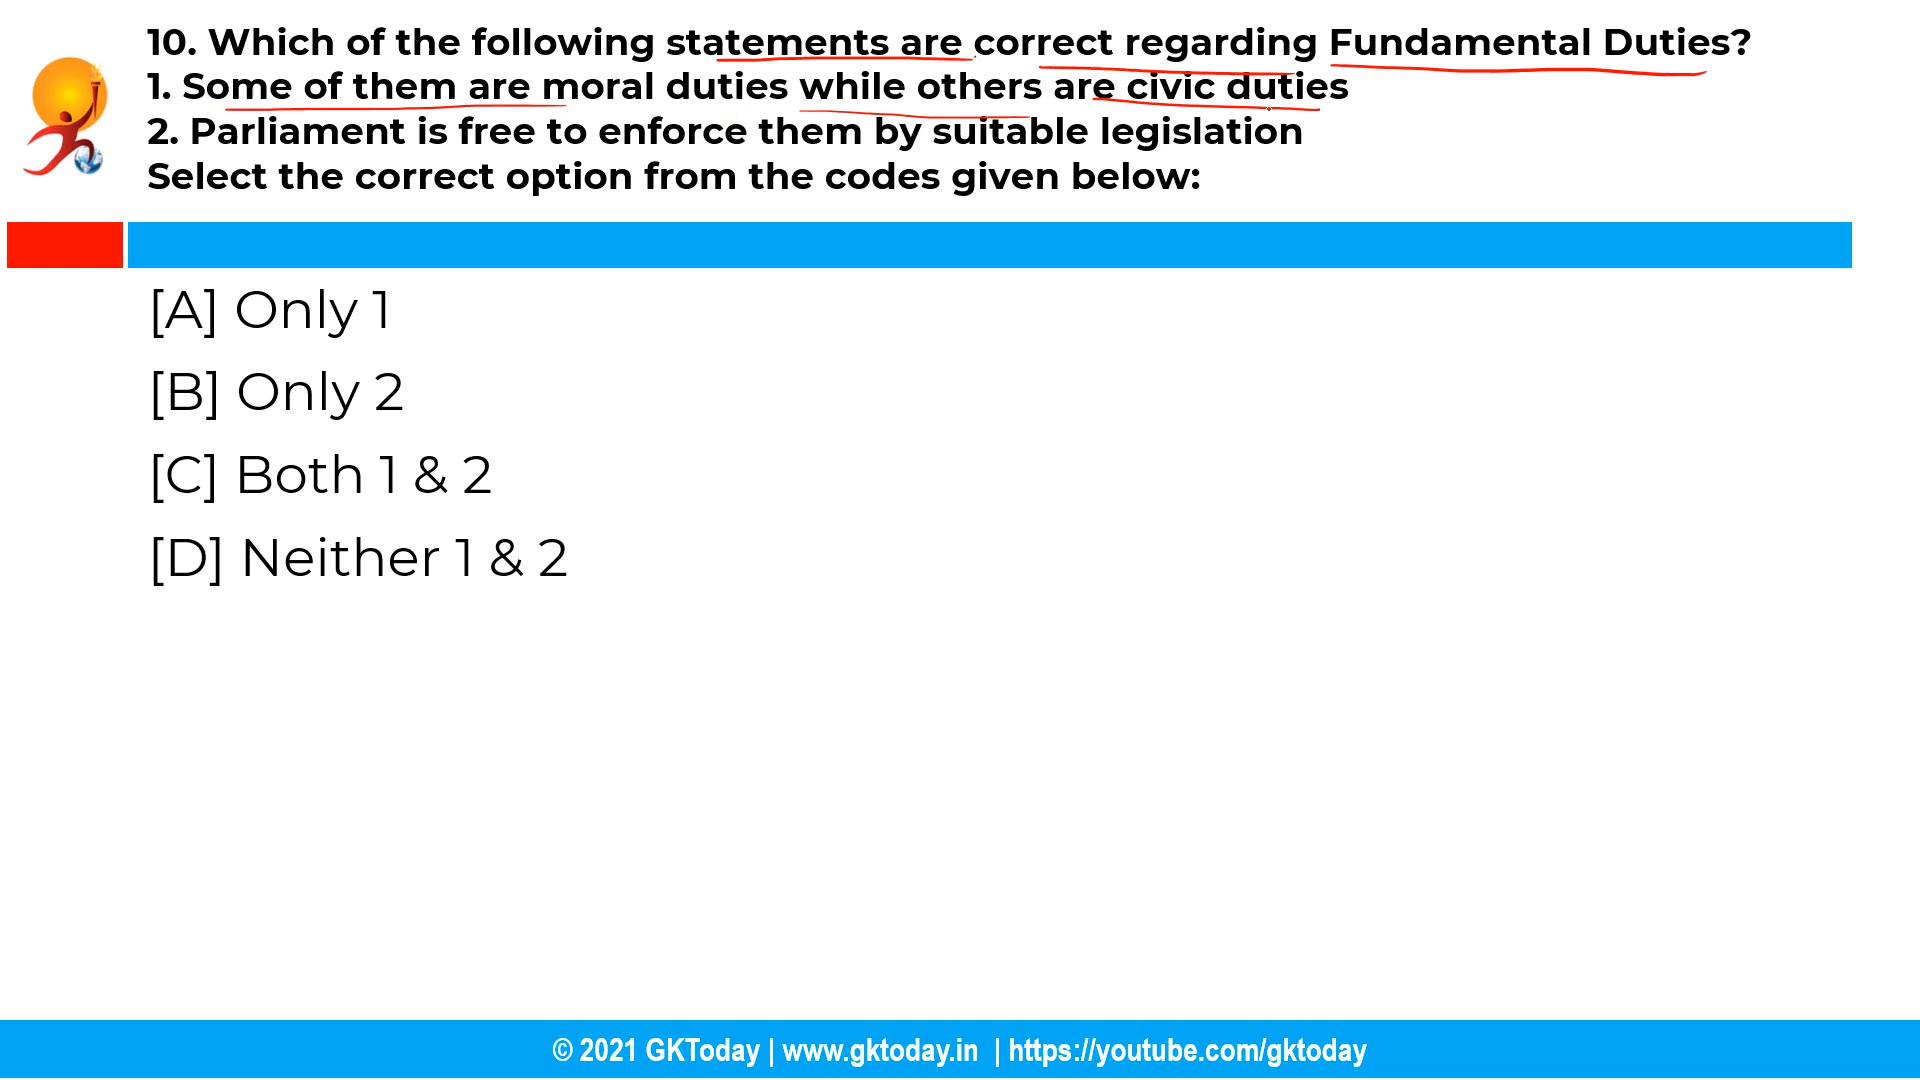 10. Which of the following statements are correct regarding Fundamental Duties?
1. Some of them are moral duties while others are civic duties
2. Parliament is free to enforce them by suitable legislation
Select the correct option from the codes given below:
[A] Only 1
[B] Only 2
[C] Both 1 & 2
[D] Neither 1 & 2
© 2021 GKToday | www.gktoday.in | https://youtube.com/gktoday